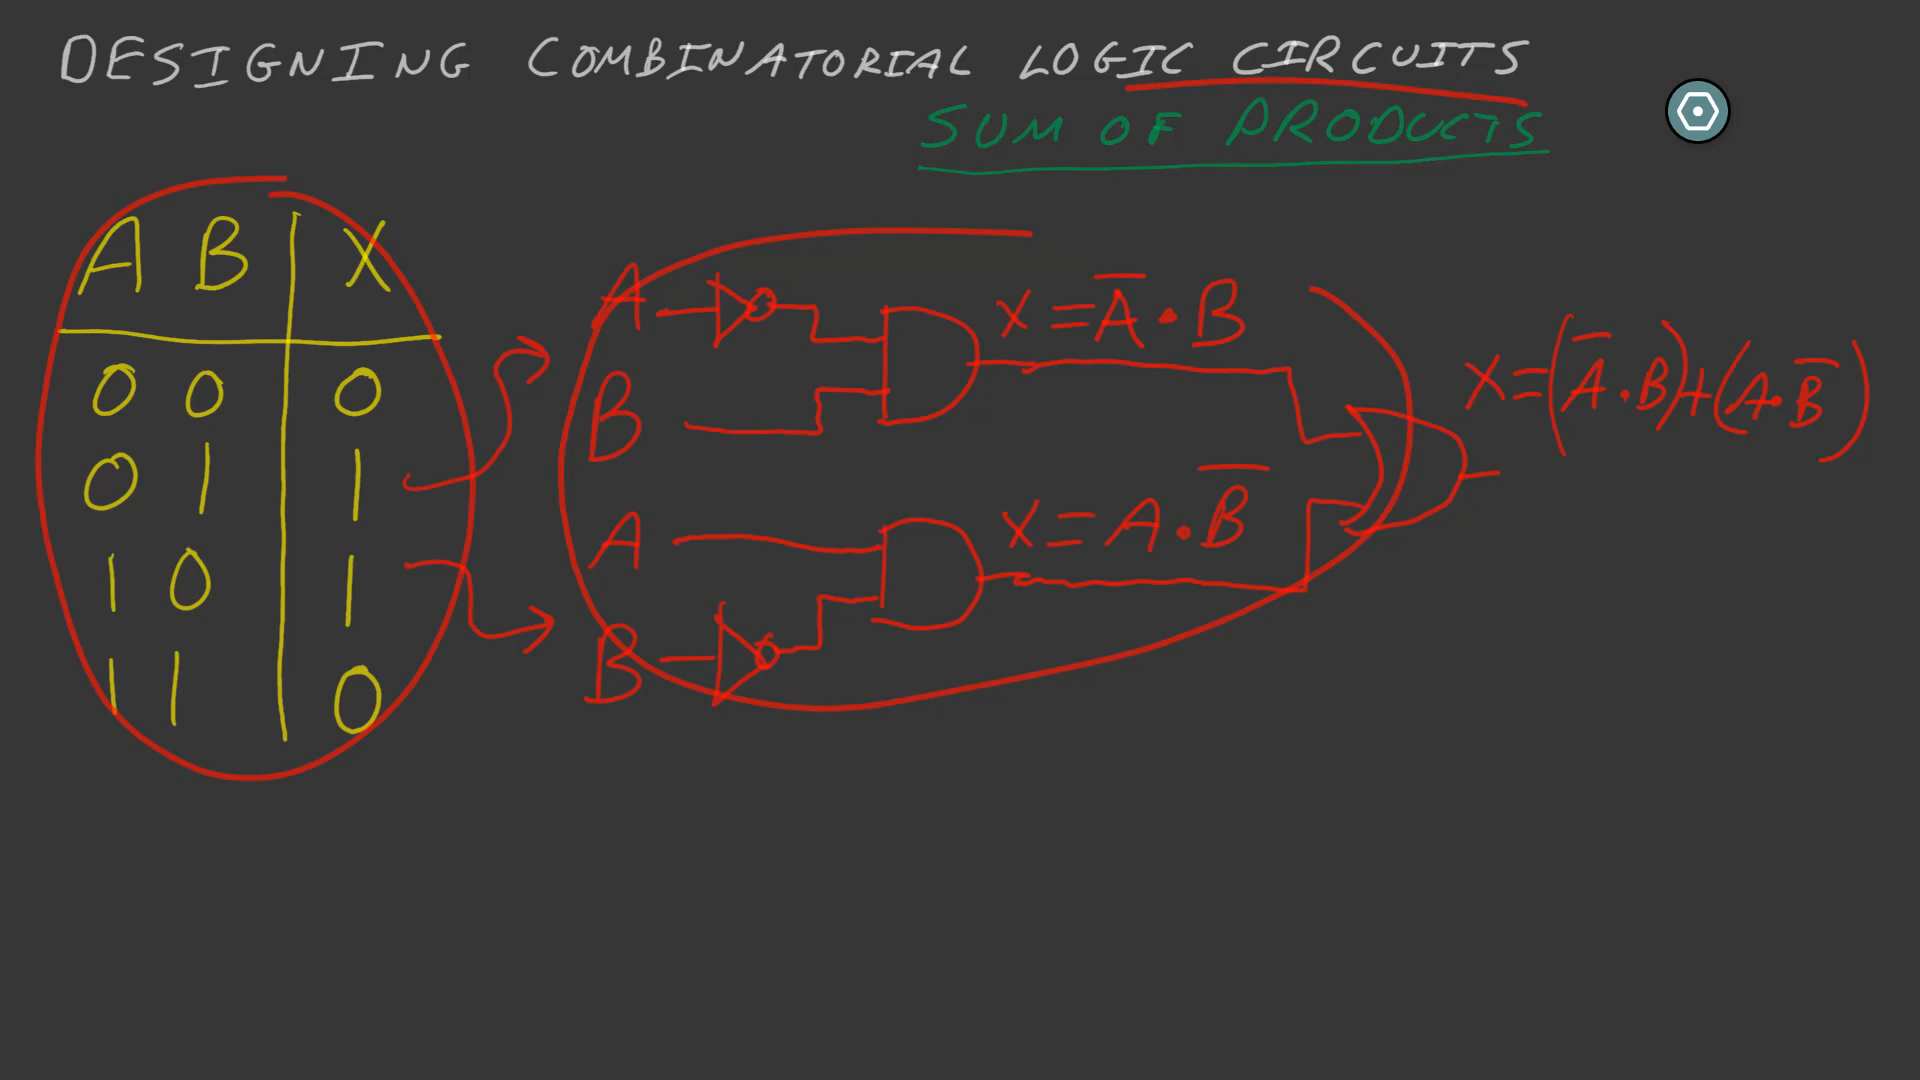 DESIGNING COMBINATORIAL LOGIC CIRCUITS
SUM OF PRODUCTS
A B X
0 0 0
0 1 1
1 0 1
1 1 0
A
B
X = A̅ · B
A
B
X = A · B̅
X = (A̅ · B) + (A · B̅)